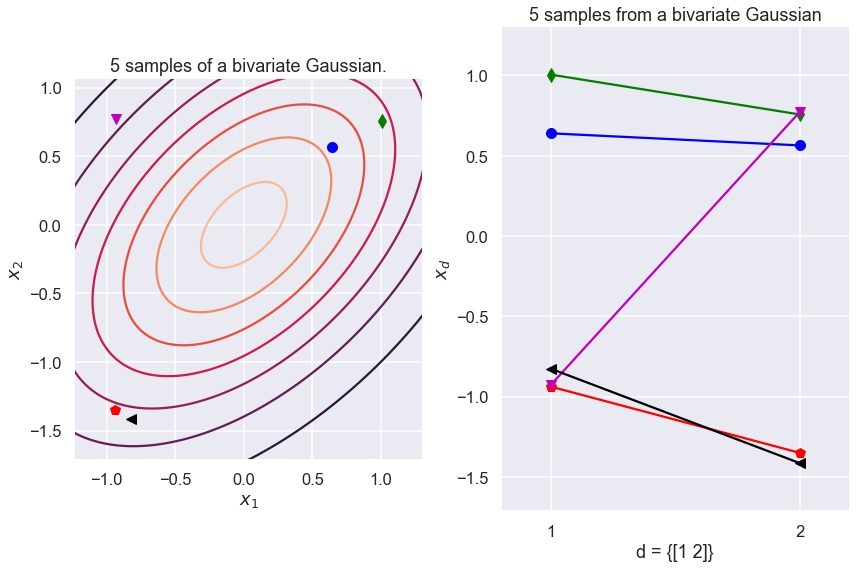 5 samples of a bivariate Gaussian.
1.0
0.5
0.0
−0.5
−1.0
−1.5
x₂
−1.0 −0.5 0.0 0.5 1.0
x₁
5 samples from a bivariate Gaussian
1.0
0.5
0.0
−0.5
−1.0
−1.5
x_d
1 2
d = {[1 2]}